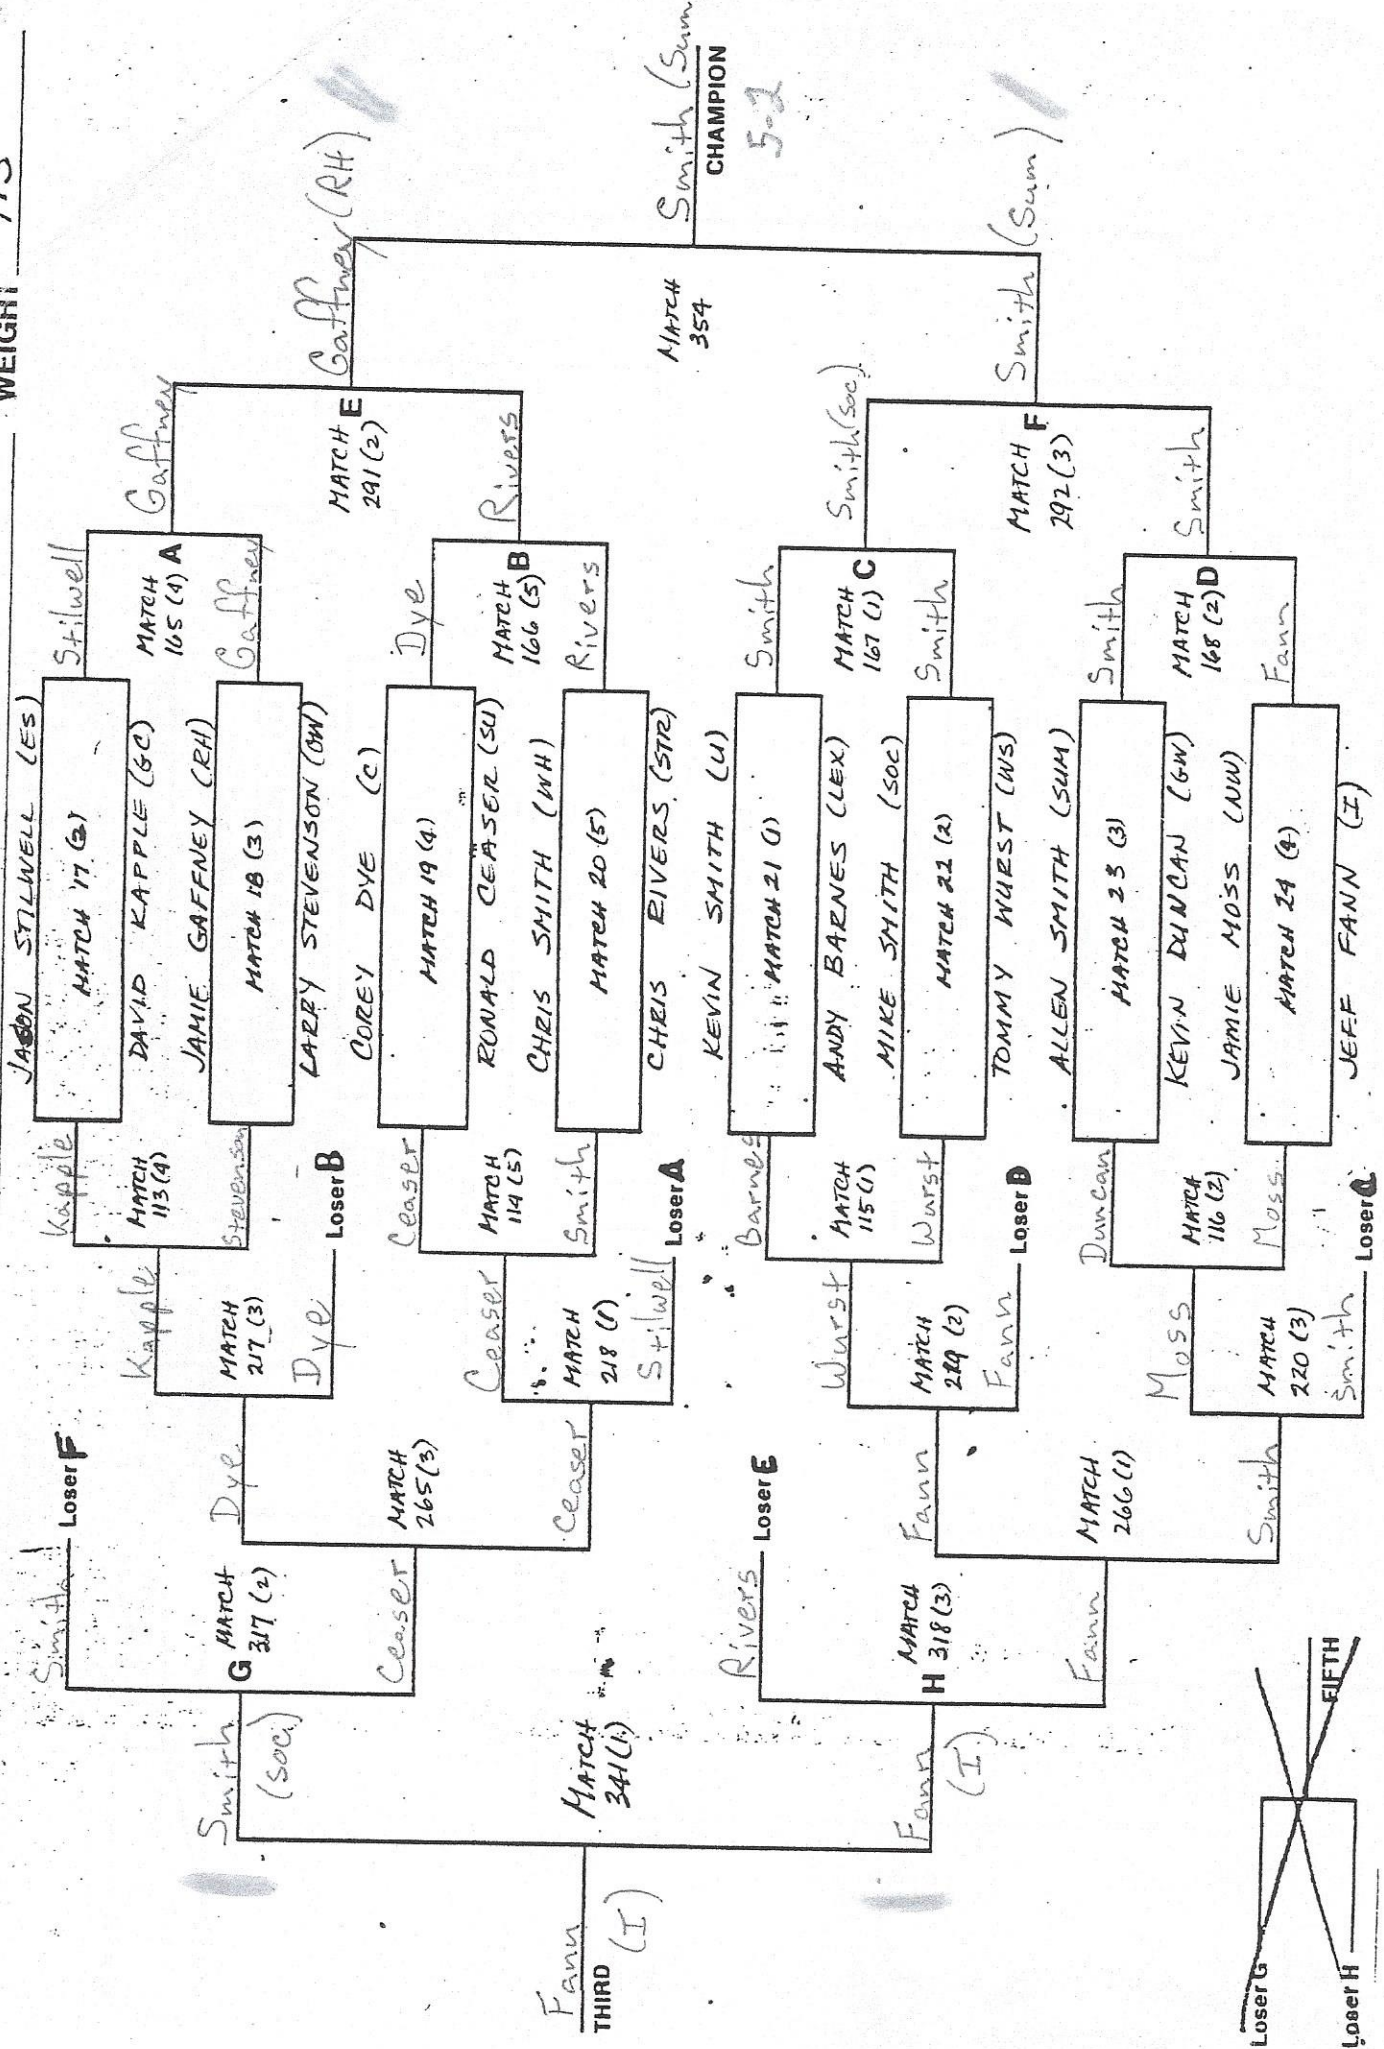 WEIGHT
JASON STILWELL (ES)
MATCH 17 (2)
DAVID KAPPLE (GC)
JAMIE GAFFNEY (RH)
MATCH 18 (3)
LARRY STEVENSON (GW)
COREY DYE (C)
MATCH 19 (4)
RONALD CEASER (SU)
CHRIS SMITH (WH)
MATCH 20 (5)
CHRIS RIVERS (STR)
KEVIN SMITH (U)
MATCH 21 (1)
ANDY BARNES (LEX)
MIKE SMITH (SOC)
MATCH 22 (2)
TOMMY WURST (WS)
ALLEN SMITH (SUM)
MATCH 23 (3)
KEVIN DUNCAN (GW)
JAMIE MOSS (NW)
MATCH 24 (4)
JEFF FANN (I)
Stilwell
MATCH
165 (4) A
Gaffney
Dye
MATCH
166 (5) B
Rivers
Smith
MATCH
167 (1) C
Smith
Smith
MATCH
168 (2) D
Fann
Gaffney
MATCH
291 (2) E
Rivers
Smith (Soc)
MATCH
292 (3) F
Smith
Gaffney (RH)
MATCH
354
Smith (Sum)
Smith (Sum
CHAMPION
5-2
Kapple
MATCH
113 (4)
Stevenson
Ceaser
MATCH
114 (5)
Smith
Barnes
MATCH
115 (1)
Wurst
Duncan
MATCH
116 (2)
Moss
Kapple
MATCH
217 (3)
Dye
Loser B
Ceaser
MATCH
218 (1)
Stilwell
Loser A
Wurst
MATCH
219 (2)
Fann
Loser D
Moss
MATCH
220 (3)
Smith
Loser C
Dye
MATCH
265 (3)
Ceaser
Fann
MATCH
266 (1)
Smith
Smith
Loser F
G MATCH
317 (2)
Ceaser
Rivers
Loser E
H MATCH
318 (3)
Fann
Smith
(Soc)
MATCH
341 (1)
Fann
(I)
Fann
THIRD
(I)
Loser G
Loser H
FIFTH